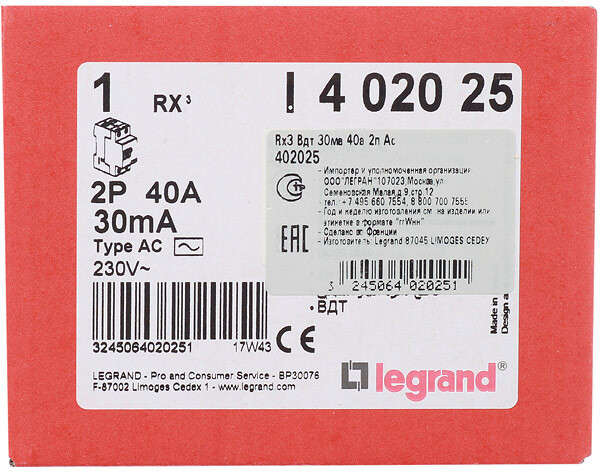 1 RX³ ! 4 020 25
Rx3 Вдт 30мa 40а 2п Ac
402025
- Импортер и уполномоченная организация
ООО"ЛЕГРАН"107023,Москва,ул.
Семеновская Малая,д 9,стр.12
тел.: +7 495 660 7554, 8 800 700 7555
- Год и неделю изготовления см. на изделии или
этикетке в формате "ггWнн"
- Сделано во Франции
- Изготовитель: Legrand 87045 LIMOGES CEDEX
EAC
3 245064 020251
2P 40A
30mA
Type AC
230V~
• ВДТ
3245064020251 17W43
CE
Made in
Design a
LEGRAND - Pro and Consumer Service - BP30076
F-87002 Limoges Cedex 1 - www.legrand.com
legrand®